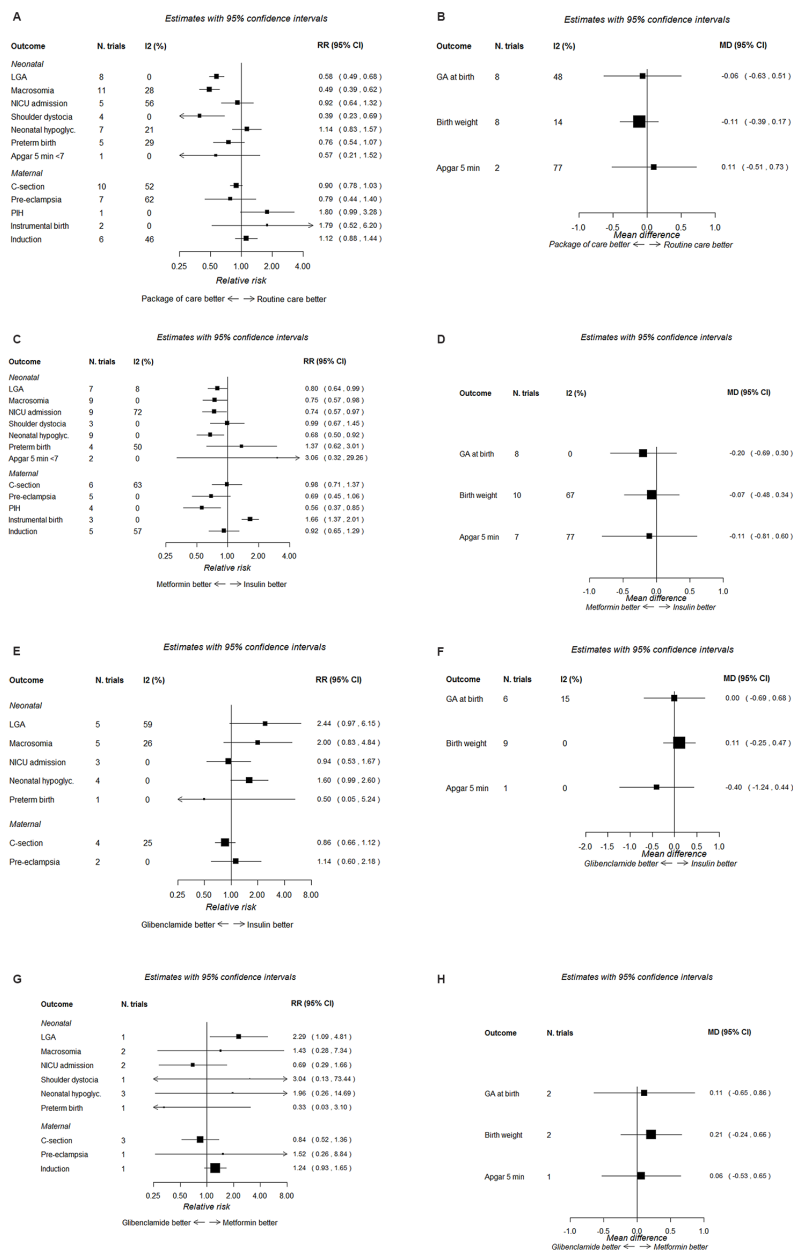 A
Estimates with 95% confidence intervals
Outcome N. trials I2 (%) RR (95% CI)
Neonatal
LGA 8 0 0.58 (0.49 , 0.68)
Macrosomia 11 28 0.49 (0.39 , 0.62)
NICU admission 5 56 0.92 (0.64 , 1.32)
Shoulder dystocia 4 0 0.39 (0.23 , 0.69)
Neonatal hypoglyc. 7 21 1.14 (0.83 , 1.57)
Preterm birth 5 29 0.76 (0.54 , 1.07)
Apgar 5 min <7 1 0 0.57 (0.21 , 1.52)
Maternal
C-section 10 52 0.90 (0.78 , 1.03)
Pre-eclampsia 7 62 0.79 (0.44 , 1.40)
PIH 1 0 1.80 (0.99 , 3.28)
Instrumental birth 2 0 1.79 (0.52 , 6.20)
Induction 6 46 1.12 (0.88 , 1.44)
0.25 0.50 1.00 2.00 4.00
Relative risk
Package of care better ← → Routine care better
B
Estimates with 95% confidence intervals
Outcome N. trials I2 (%) MD (95% CI)
GA at birth 8 48 -0.06 (-0.63 , 0.51)
Birth weight 8 14 -0.11 (-0.39 , 0.17)
Apgar 5 min 2 77 0.11 (-0.51 , 0.73)
-1.0 -0.5 0.0 0.5 1.0
Mean difference
Package of care better ← → Routine care better
C
Estimates with 95% confidence intervals
Outcome N. trials I2 (%) RR (95% CI)
Neonatal
LGA 7 8 0.80 (0.64 , 0.99)
Macrosomia 9 0 0.75 (0.57 , 0.98)
NICU admission 9 72 0.74 (0.57 , 0.97)
Shoulder dystocia 3 0 0.99 (0.67 , 1.45)
Neonatal hypoglyc. 9 0 0.68 (0.50 , 0.92)
Preterm birth 4 50 1.37 (0.62 , 3.01)
Apgar 5 min <7 2 0 3.06 (0.32 , 29.26)
Maternal
C-section 6 63 0.98 (0.71 , 1.37)
Pre-eclampsia 5 0 0.69 (0.45 , 1.06)
PIH 4 0 0.56 (0.37 , 0.85)
Instrumental birth 3 0 1.66 (1.37 , 2.01)
Induction 5 57 0.92 (0.65 , 1.29)
0.25 0.50 1.00 2.00 4.00
Relative risk
Metformin better ← → Insulin better
D
Estimates with 95% confidence intervals
Outcome N. trials I2 (%) MD (95% CI)
GA at birth 8 0 -0.20 (-0.69 , 0.30)
Birth weight 10 67 -0.07 (-0.48 , 0.34)
Apgar 5 min 7 77 -0.11 (-0.81 , 0.60)
-1.0 -0.5 0.0 0.5 1.0
Mean difference
Metformin better ← → Insulin better
E
Estimates with 95% confidence intervals
Outcome N. trials I2 (%) RR (95% CI)
Neonatal
LGA 5 59 2.44 (0.97 , 6.15)
Macrosomia 5 26 2.00 (0.83 , 4.84)
NICU admission 3 0 0.94 (0.53 , 1.67)
Neonatal hypoglyc. 4 0 1.60 (0.99 , 2.60)
Preterm birth 1 0 0.50 (0.05 , 5.24)
Maternal
C-section 4 25 0.86 (0.66 , 1.12)
Pre-eclampsia 2 0 1.14 (0.60 , 2.18)
0.25 0.50 1.00 2.00 4.00 8.00
Relative risk
Glibenclamide better ← → Insulin better
F
Estimates with 95% confidence intervals
Outcome N. trials I2 (%) MD (95% CI)
GA at birth 6 15 0.00 (-0.69 , 0.68)
Birth weight 9 0 0.11 (-0.25 , 0.47)
Apgar 5 min 1 0 -0.40 (-1.24 , 0.44)
-2.0 -1.5 -1.0 -0.5 0.0 0.5 1.0
Mean difference
Glibenclamide better ← → Insulin better
G
Estimates with 95% confidence intervals
Outcome N. trials RR (95% CI)
Neonatal
LGA 1 2.29 (1.09 , 4.81)
Macrosomia 2 1.43 (0.28 , 7.34)
NICU admission 2 0.69 (0.29 , 1.66)
Shoulder dystocia 1 3.04 (0.13 , 73.44)
Neonatal hypoglyc. 3 1.96 (0.26 , 14.69)
Preterm birth 1 0.33 (0.03 , 3.10)
Maternal
C-section 3 0.84 (0.52 , 1.36)
Pre-eclampsia 1 1.52 (0.26 , 8.84)
Induction 1 1.24 (0.93 , 1.65)
0.25 0.50 1.00 2.00 4.00 8.00
Relative risk
Glibenclamide better ← → Metformin better
H
Estimates with 95% confidence intervals
Outcome N. trials MD (95% CI)
GA at birth 2 0.11 (-0.65 , 0.86)
Birth weight 2 0.21 (-0.24 , 0.66)
Apgar 5 min 1 0.06 (-0.53 , 0.65)
-1.0 -0.5 0.0 0.5 1.0
Mean difference
Glibenclamide better ← → Metformin better